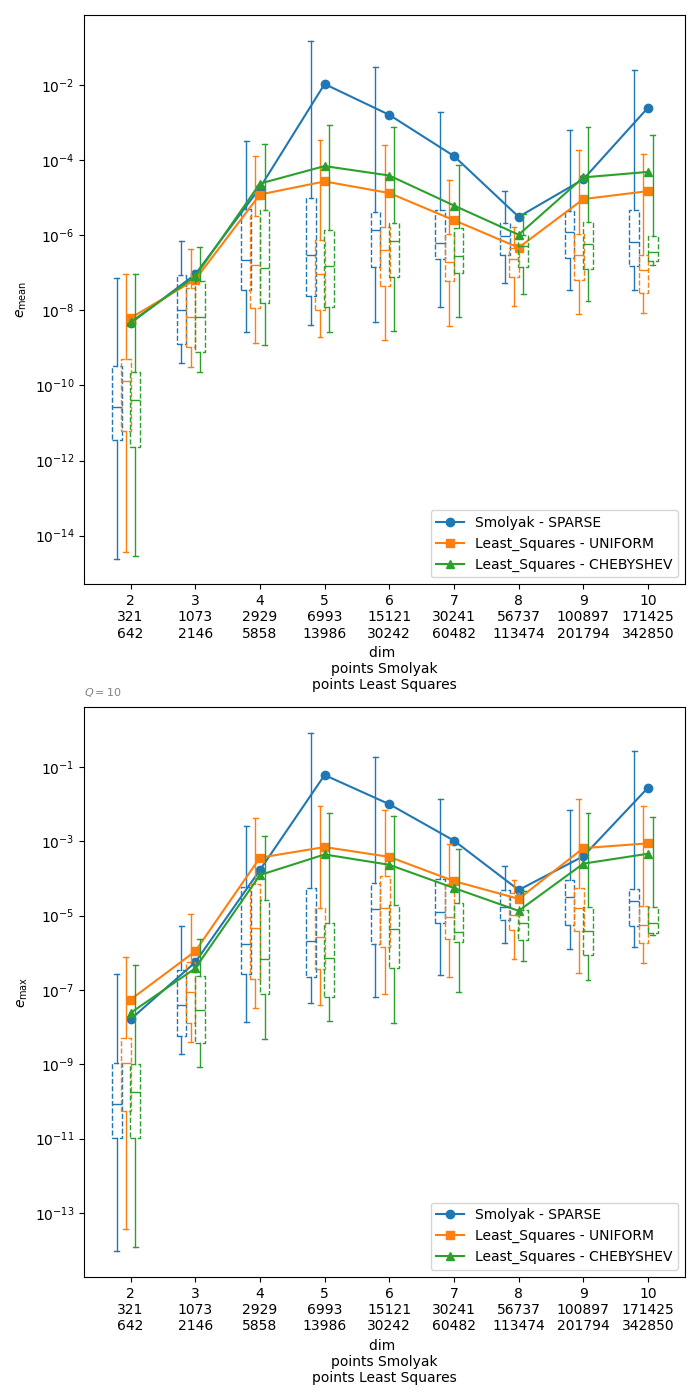 10⁻²
10⁻⁴
10⁻⁶
10⁻⁸
10⁻¹⁰
10⁻¹²
10⁻¹⁴
e_mean
Smolyak - SPARSE
Least_Squares - UNIFORM
Least_Squares - CHEBYSHEV
2 3 4 5 6 7 8 9 10
321 1073 2929 6993 15121 30241 56737 100897 171425
642 2146 5858 13986 30242 60482 113474 201794 342850
dim
points Smolyak
points Least Squares
Q = 10
10⁻¹
10⁻³
10⁻⁵
10⁻⁷
10⁻⁹
10⁻¹¹
10⁻¹³
e_max
Smolyak - SPARSE
Least_Squares - UNIFORM
Least_Squares - CHEBYSHEV
2 3 4 5 6 7 8 9 10
321 1073 2929 6993 15121 30241 56737 100897 171425
642 2146 5858 13986 30242 60482 113474 201794 342850
dim
points Smolyak
points Least Squares